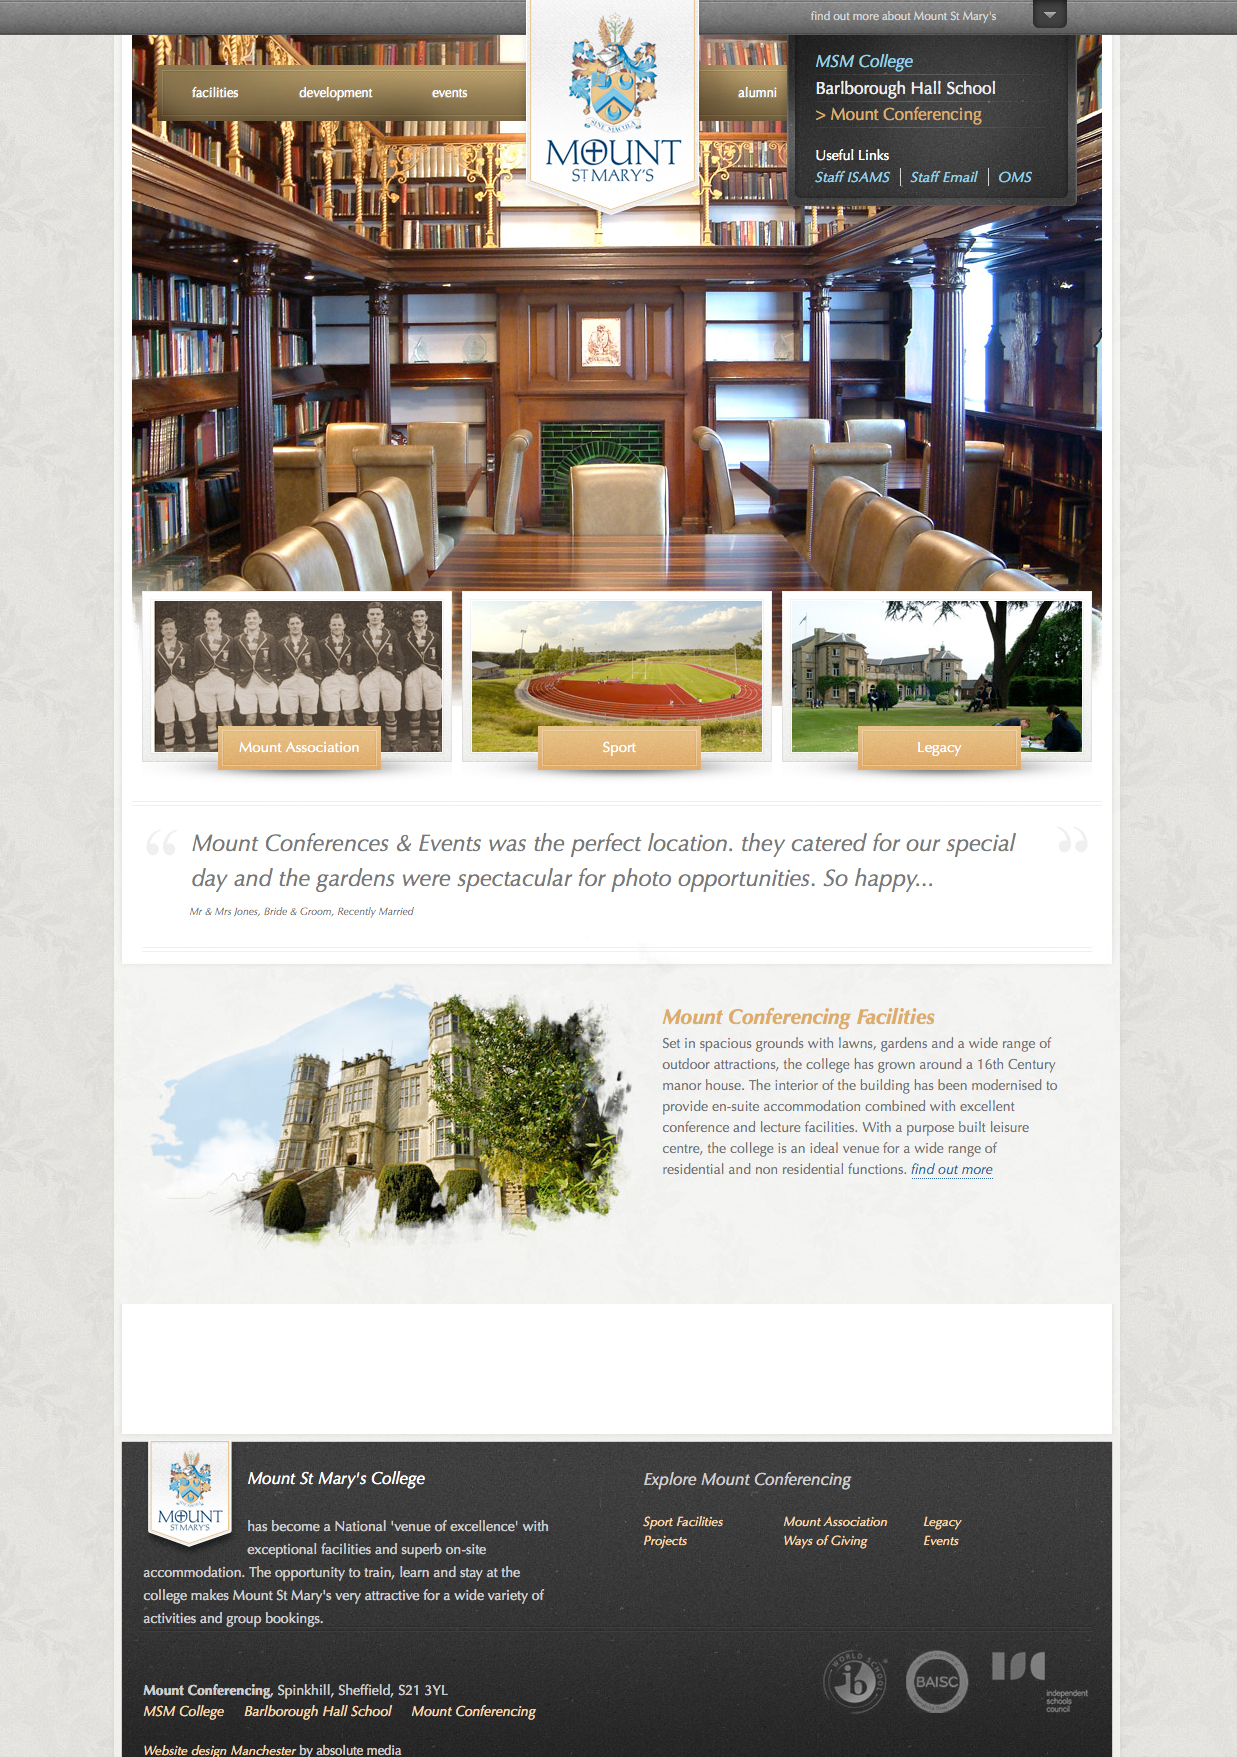 find out more about Mount St Mary's
facilities
development
events
alumni
SINE MACULA
MOUNT
ST MARY'S
MSM College
Barlborough Hall School
> Mount Conferencing
Useful Links
Staff ISAMS | Staff Email | OMS
Mount Association
Sport
Legacy
“ Mount Conferences & Events was the perfect location. they catered for our special ”
day and the gardens were spectacular for photo opportunities. So happy...
Mr & Mrs Jones, Bride & Groom, Recently Married
Mount Conferencing Facilities
Set in spacious grounds with lawns, gardens and a wide range of
outdoor attractions, the college has grown around a 16th Century
manor house. The interior of the building has been modernised to
provide en-suite accommodation combined with excellent
conference and lecture facilities. With a purpose built leisure
centre, the college is an ideal venue for a wide range of
residential and non residential functions. find out more
MOUNT
ST MARY'S
Mount St Mary's College
has become a National 'venue of excellence' with
exceptional facilities and superb on-site
accommodation. The opportunity to train, learn and stay at the
college makes Mount St Mary's very attractive for a wide variety of
activities and group bookings.
Explore Mount Conferencing
Sport Facilities
Mount Association
Legacy
Projects
Ways of Giving
Events
WORLD SCHOOL
ib
BAISC
isc
independent
schools
council
Mount Conferencing, Spinkhill, Sheffield, S21 3YL
MSM College
Barlborough Hall School
Mount Conferencing
Website design Manchester by absolute media